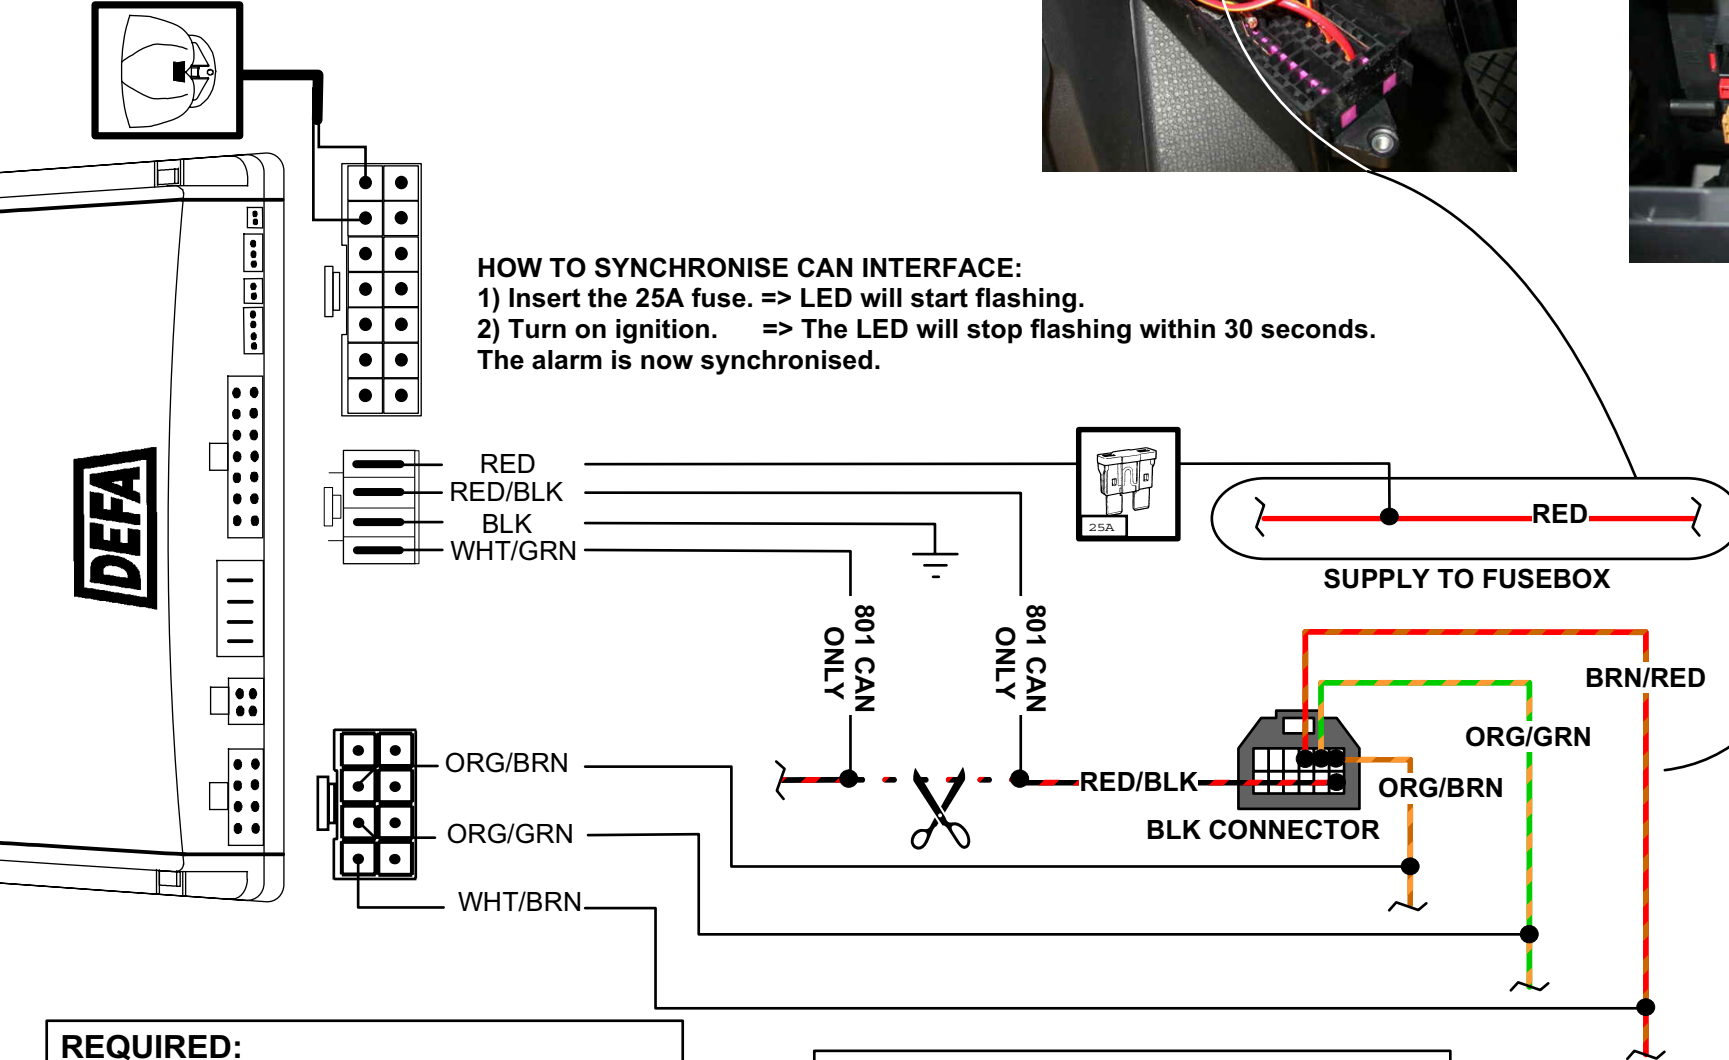 HOW TO SYNCHRONISE CAN INTERFACE:
1) Insert the 25A fuse. => LED will start flashing.
2) Turn on ignition. => The LED will stop flashing within 30 seconds.
The alarm is now synchronised.
DEFA
RED
RED/BLK
BLK
WHT/GRN
25A
RED
SUPPLY TO FUSEBOX
801 CAN
ONLY
801 CAN
ONLY
BRN/RED
ORG/GRN
ORG/BRN
RED/BLK
BLK CONNECTOR
ORG/BRN
ORG/GRN
WHT/BRN
REQUIRED: